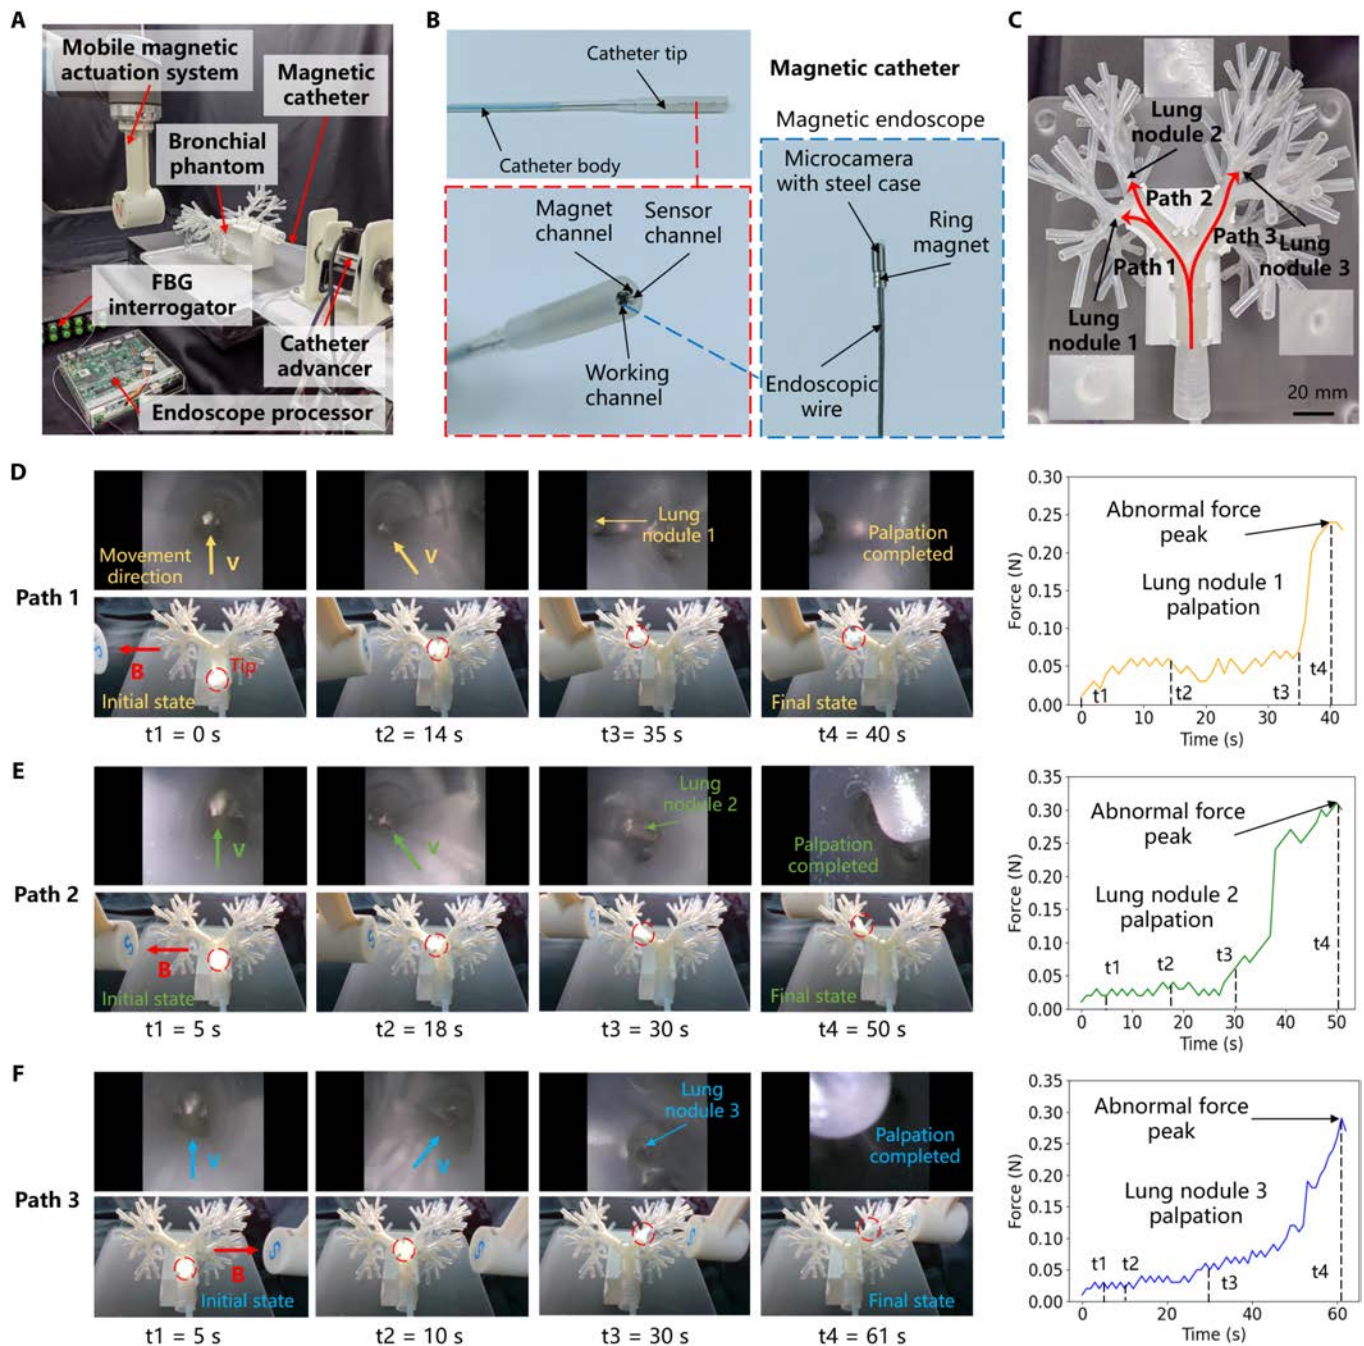 A
Mobile magnetic
actuation system
Magnetic
catheter
Bronchial
phantom
FBG
interrogator
Catheter
advancer
Endoscope processor
B
Catheter tip
Catheter body
Magnetic catheter
Magnetic endoscope
Magnet
channel
Sensor
channel
Working
channel
Microcamera
with steel case
Ring
magnet
Endoscopic
wire
C
Lung
nodule 2
Path 2
Path 1
Path 3
Lung
nodule 3
Lung
nodule 1
20 mm
D
Path 1
Movement
direction
V
V
Lung
nodule 1
Palpation
completed
B
Tip
Initial state
S
Final state
t1 = 0 s
t2 = 14 s
t3= 35 s
t4 = 40 s
Force (N)
0.30
0.25
0.20
0.15
0.10
0.05
0.00
Abnormal force
peak
Lung nodule 1
palpation
t1
t2
t3
t4
0 10 20 30 40
Time (s)
E
Path 2
V
V
Lung
nodule 2
Palpation
completed
S
B
Initial state
S
Final state
t1 = 5 s
t2 = 18 s
t3 = 30 s
t4 = 50 s
Force (N)
0.35
0.30
0.25
0.20
0.15
0.10
0.05
0.00
Abnormal force
peak
Lung nodule 2
palpation
t1
t2
t3
t4
0 10 20 30 40 50
Time (s)
F
Path 3
V
V
Lung
nodule 3
Palpation
completed
B
S
Initial state
S
Final state
t1 = 5 s
t2 = 10 s
t3 = 30 s
t4 = 61 s
Force (N)
0.35
0.30
0.25
0.20
0.15
0.10
0.05
0.00
Abnormal force
peak
Lung nodule 3
palpation
t1
t2
t3
t4
0 10 20 30 40 50 60
Time (s)